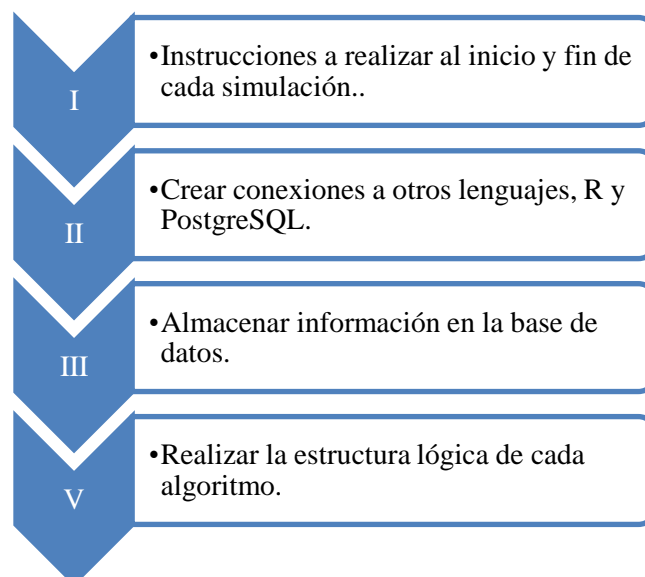 I
•Instrucciones a realizar al inicio y fin de
cada simulación..
II
•Crear conexiones a otros lenguajes, R y
PostgreSQL.
III
•Almacenar información en la base de
datos.
V
•Realizar la estructura lógica de cada
algoritmo.